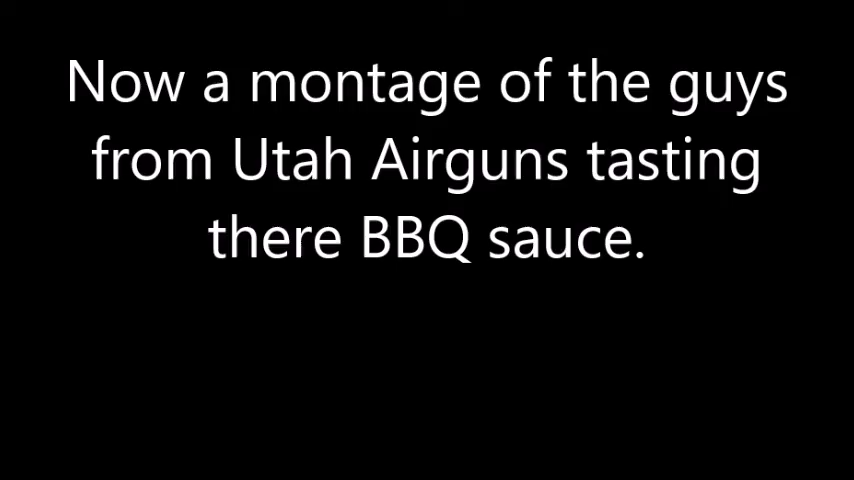 Now a montage of the guys
from Utah Airguns tasting
there BBQ sauce.